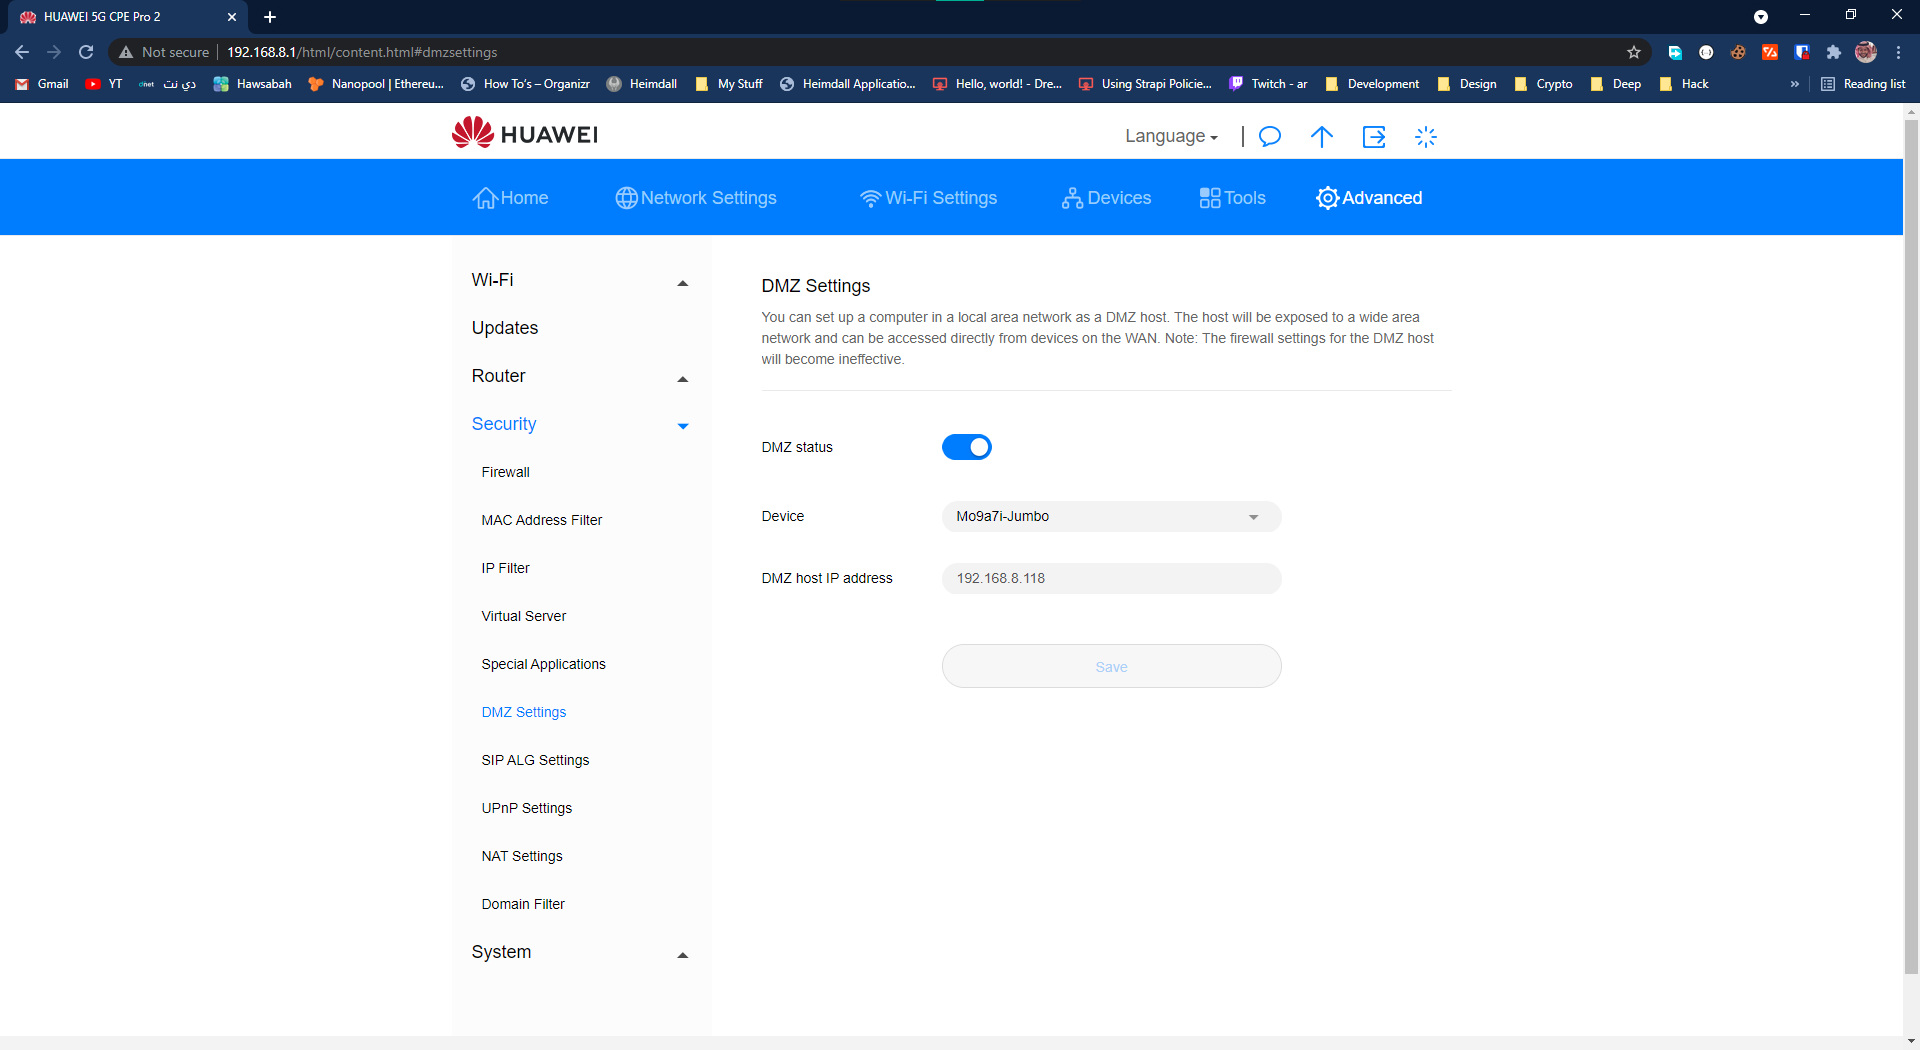 HUAWEI 5G CPE Pro 2
Not secure 192.168.8.1/html/content.html#dmzsettings
Gmail YT dnet دي نت Hawsabah Nanopool | Ethereu... How To's – Organizr Heimdall My Stuff Heimdall Applicatio... Hello, world! - Dre... Using Strapi Policie... Twitch - ar Development Design Crypto Deep Hack » Reading list
HUAWEI
Language
Home Network Settings Wi-Fi Settings Devices Tools Advanced
Wi-Fi
Updates
Router
Security
Firewall
MAC Address Filter
IP Filter
Virtual Server
Special Applications
DMZ Settings
SIP ALG Settings
UPnP Settings
NAT Settings
Domain Filter
System
DMZ Settings
You can set up a computer in a local area network as a DMZ host. The host will be exposed to a wide area
network and can be accessed directly from devices on the WAN. Note: The firewall settings for the DMZ host
will become ineffective.
DMZ status
Device Mo9a7i-Jumbo
DMZ host IP address 192.168.8.118
Save